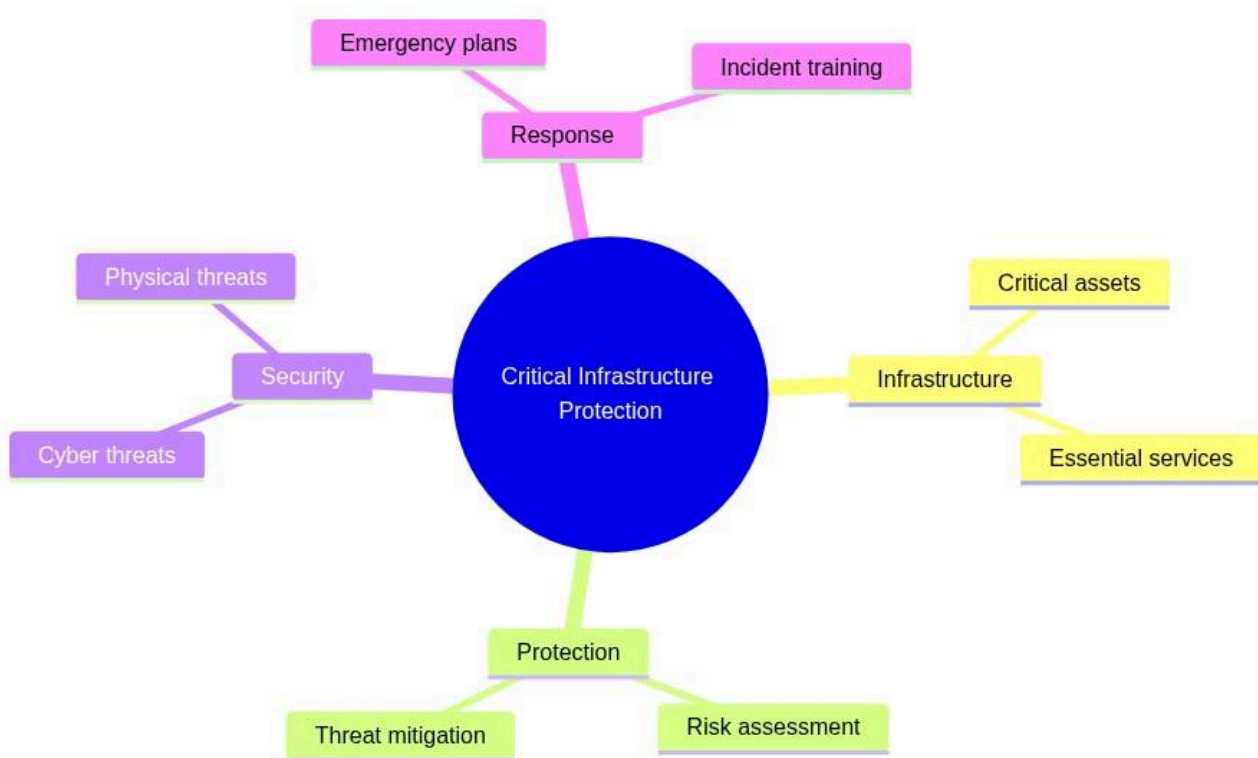 Emergency plans
Incident training
Response
Physical threats
Critical assets
Security
Critical Infrastructure
Protection
Infrastructure
Cyber threats
Essential services
Protection
Threat mitigation
Risk assessment